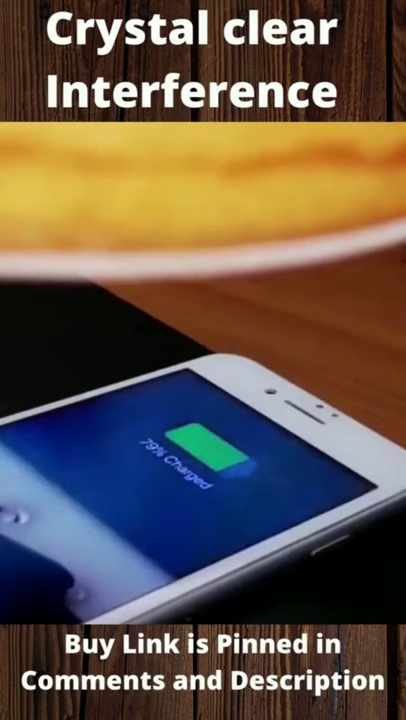 Crystal clear
Interference
79% Charged
Buy Link is Pinned in
Comments and Description